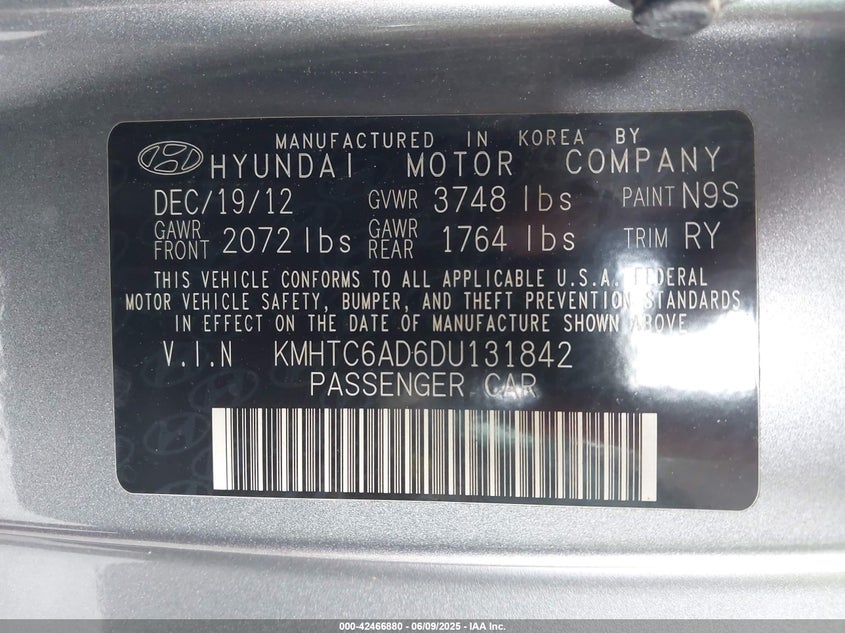 MANUFACTURED IN KOREA BY
HYUNDAI MOTOR COMPANY
DEC/19/12 GVWR 3748 lbs PAINT N9S
GAWR FRONT 2072 lbs GAWR REAR 1764 lbs TRIM RY
THIS VEHICLE CONFORMS TO ALL APPLICABLE U.S.A. FEDERAL
MOTOR VEHICLE SAFETY, BUMPER, AND THEFT PREVENTION STANDARDS
IN EFFECT ON THE DATE OF MANUFACTURE SHOWN ABOVE
V.I.N KMHTC6AD6DU131842
PASSENGER CAR
000-42466880 - 06/09/2025 - IAA Inc.